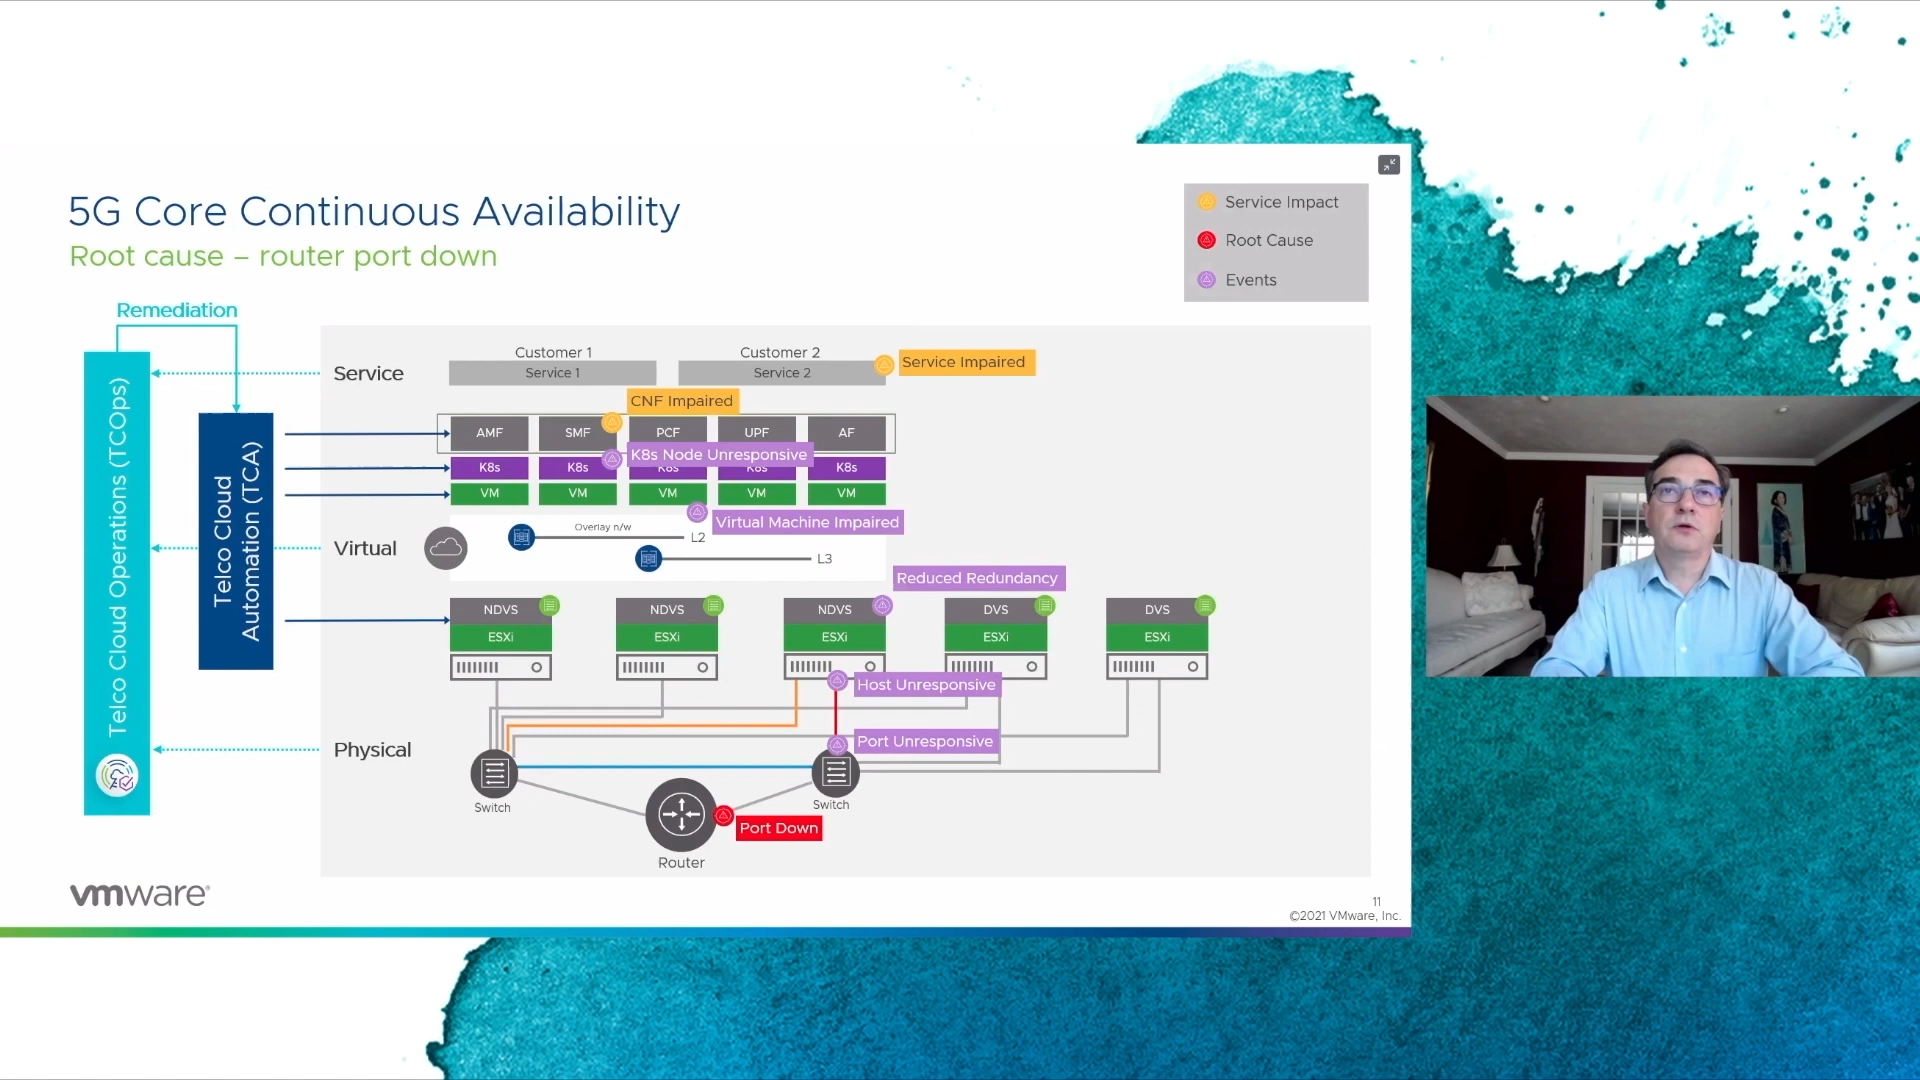 5G Core Continuous Availability
Root cause – router port down
Service Impact
Root Cause
Events
Remediation
Telco Cloud Operations (TCOps)
Telco Cloud
Automation (TCA)
Service
Customer 1
Service 1
Customer 2
Service 2
Service Impaired
CNF Impaired
AMF
SMF
PCF
UPF
AF
K8s Node Unresponsive
K8s
K8s
K8s
K8s
K8s
VM
VM
VM
VM
VM
Virtual Machine Impaired
Virtual
Overlay n/w
L2
L3
Reduced Redundancy
NDVS
NDVS
NDVS
DVS
DVS
ESXi
ESXi
ESXi
ESXi
ESXi
Host Unresponsive
Physical
Port Unresponsive
Switch
Switch
Port Down
Router
vmware®
11
©2021 VMware, Inc.